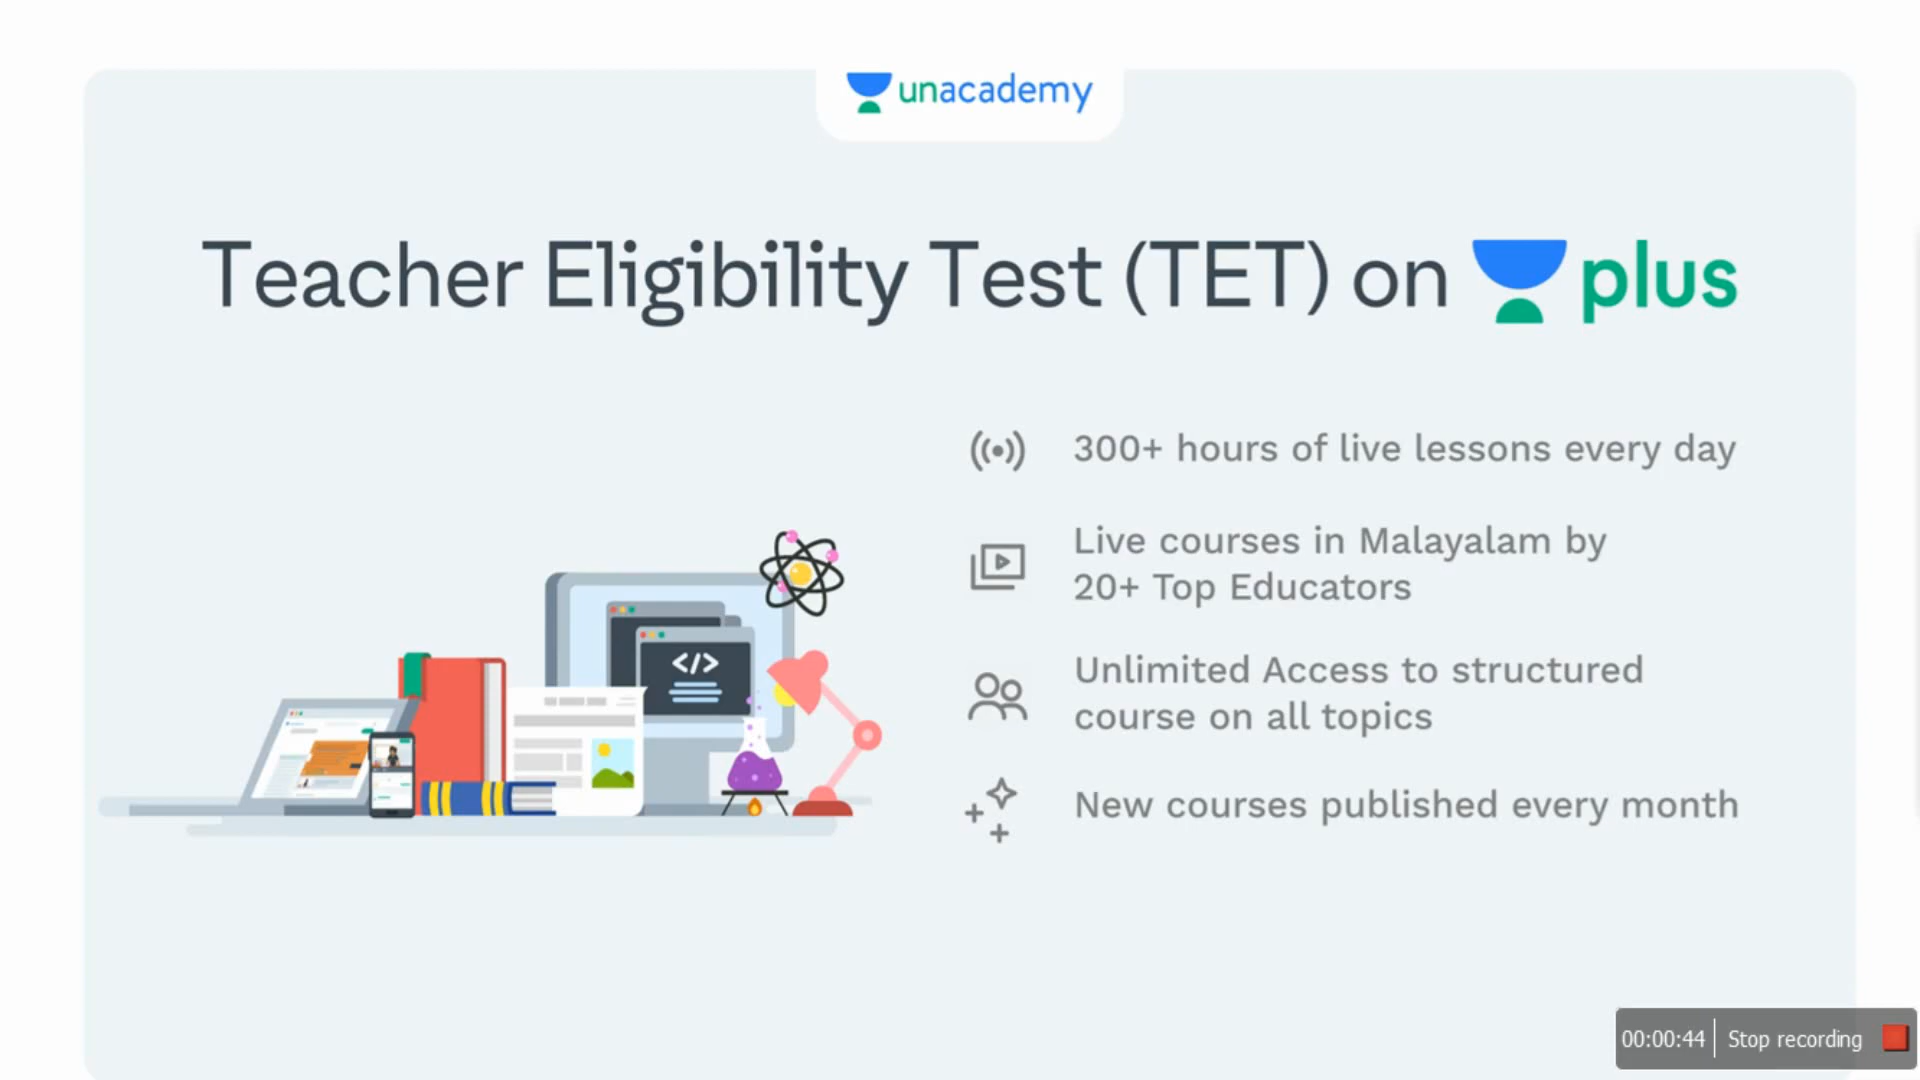 unacademy
Teacher Eligibility Test (TET) on plus
300+ hours of live lessons every day
Live courses in Malayalam by
20+ Top Educators
Unlimited Access to structured
course on all topics
New courses published every month
</>
00:00:44 Stop recording